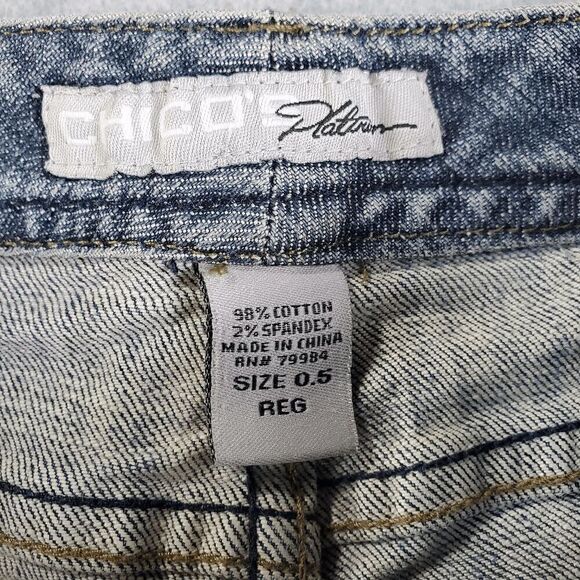 CHICO'S Platinum
98% COTTON
2% SPANDEX
MADE IN CHINA
RN# 79984
SIZE 0.5
REG